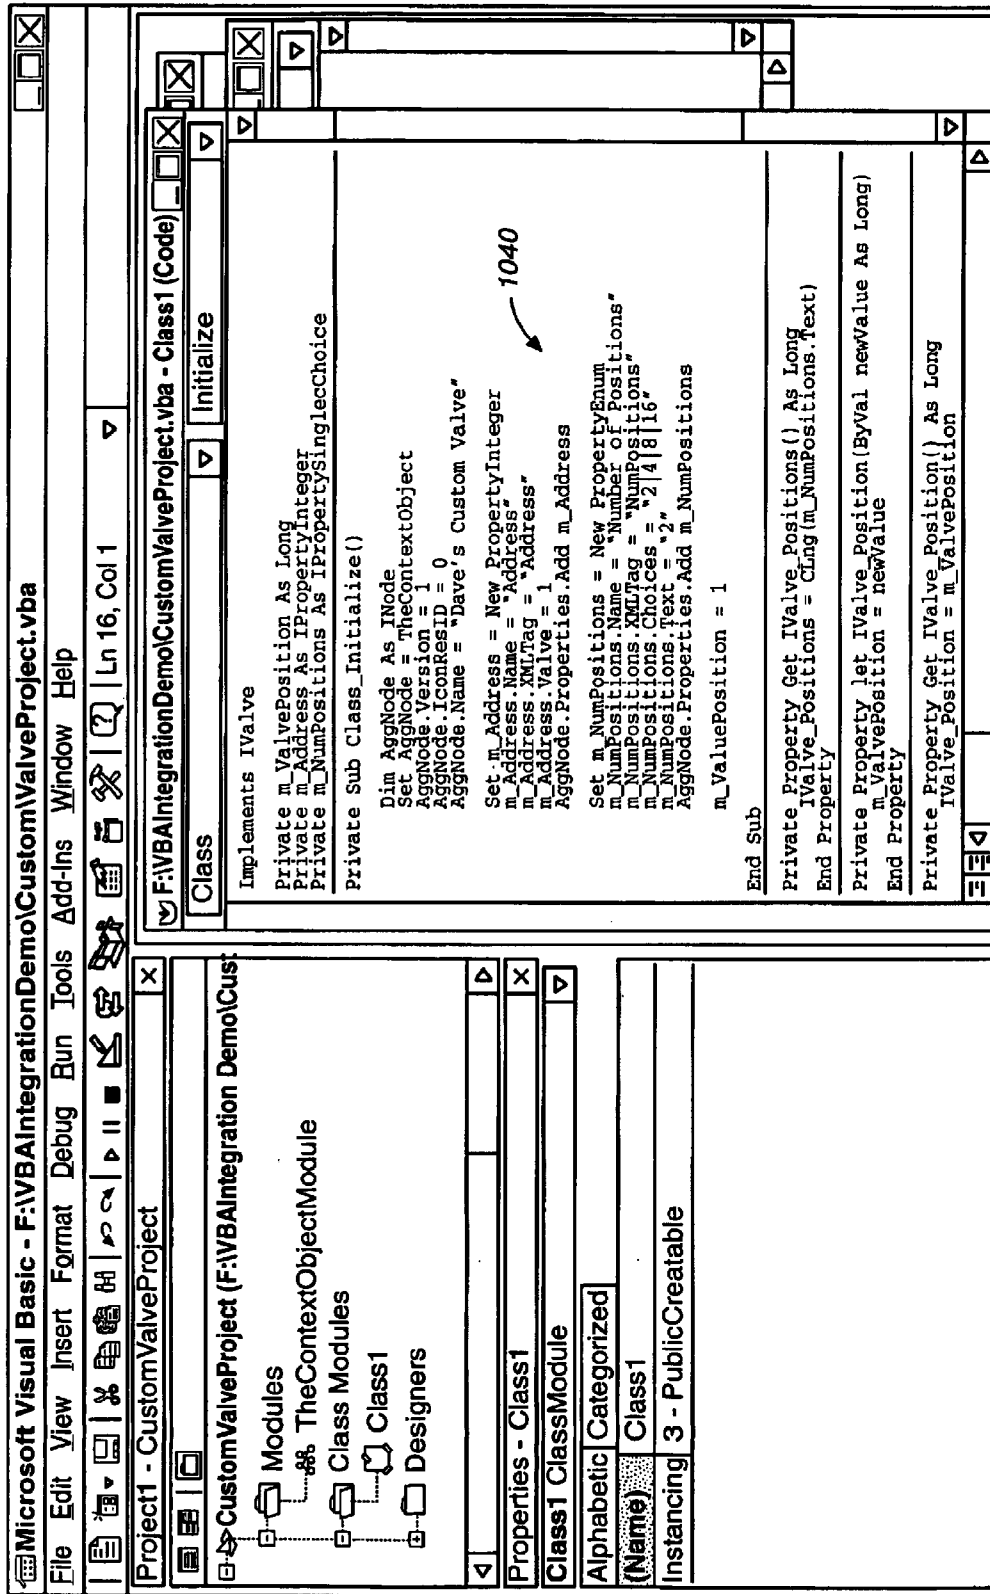 Microsoft Visual Basic - F:\VBAIntegrationDemo\CustomValveProject.vba
File Edit View Insert Format Debug Run Tools Add-Ins Window Help
Ln 16, Col 1
Project1 - CustomValveProject
CustomValveProject (F:\VBAIntegration Demo\Cust
Modules
TheContextObjectModule
Class Modules
Class1
Designers
Properties - Class1
Class1 ClassModule
Alphabetic Categorized
(Name) Class1
Instancing 3 - PublicCreatable
F:\VBAIntegrationDemo\CustomValveProject.vba - Class1 (Code)
Class Initialize
Implements IValve
Private m_ValvePosition As Long
Private m_Address As IPropertyInteger
Private m_NumPositions As IPropertySinglecChoice
Private Sub Class_Initialize()
Dim AggNode As INode
Set AggNode = TheContextObject
AggNode.Version = 1
AggNode.IconResID = 0
AggNode.Name = "Dave's Custom Valve"
Set m_Address = New PropertyInteger
m_Address.Name = "Address"
m_Address.XMLTag = "Address"
m_Address.Valve = 1
AggNode.Properties.Add m_Address
1040
Set m_NumPositions = New PropertyEnum
m_NumPositions.Name = "Number of Positions"
m_NumPositions.XMLTag = "NumPositions"
m_NumPositions.Choices = "2|4|8|16"
m_NumPositions.Text = "2"
AggNode.Properties.Add m_NumPositions
m_ValuePosition = 1
End Sub
Private Property Get IValve_Positions() As Long
IValve_Positions = CLng(m_NumPositions.Text)
End Property
Private Property let IValve_Position(ByVal newValue As Long)
m_ValvePosition = newValue
End Property
Private Property Get IValve_Position() As Long
IValve_Position = m_ValvePosition